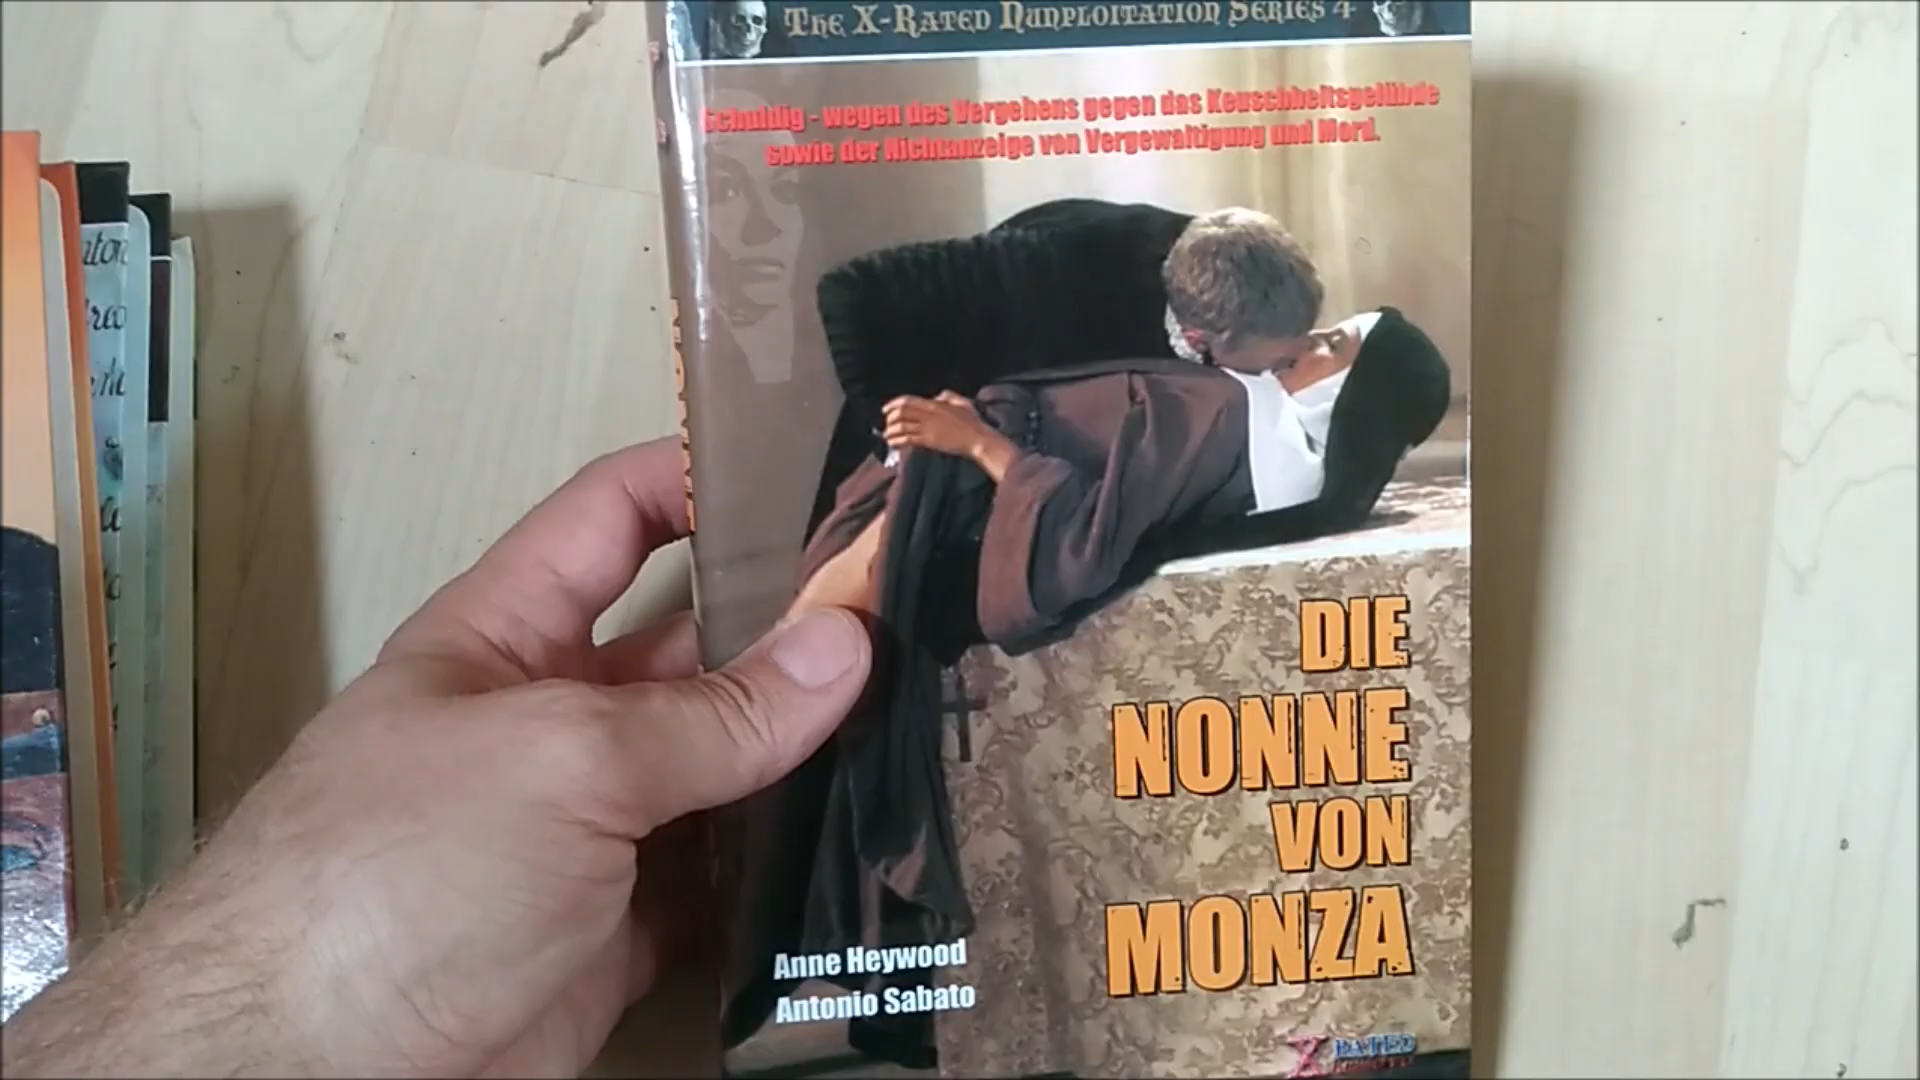 The X-Rated Nunploitation Series 4
Schuldig - wegen des Vergehens gegen das Keuschheitsgelübde
sowie der Nichtanzeige von Vergewaltigung und Mord.
DIE
NONNE
VON
MONZA
Anne Heywood
Antonio Sabato
X RATED